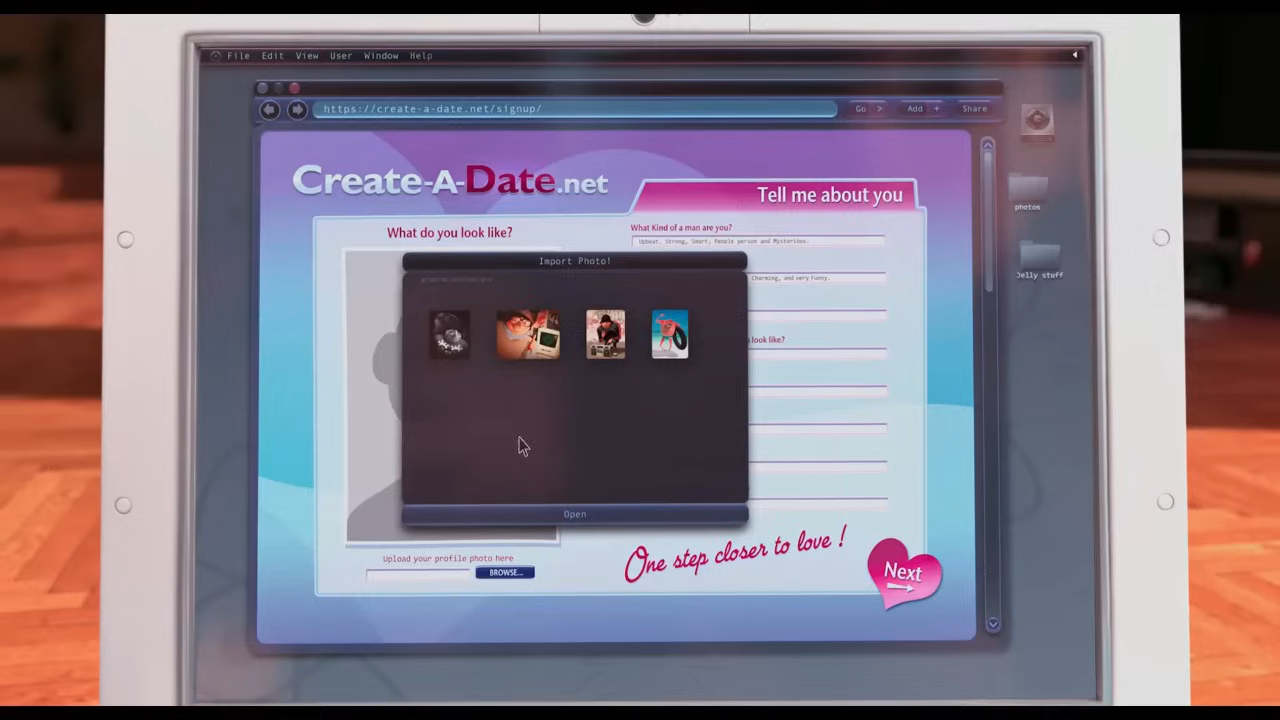 File Edit View User Window Help
https://create-a-date.net/signup/
Go >
Add +
Share
Create-A-Date.net
Tell me about you
What do you look like?
What Kind of a man are you?
Upbeat, Strong, Smart, People person and Mysterious.
Import Photo!
Charming, and very Funny.
look like?
photos
Jelly stuff
Open
One step closer to love !
Next
Upload your profile photo here
BROWSE...